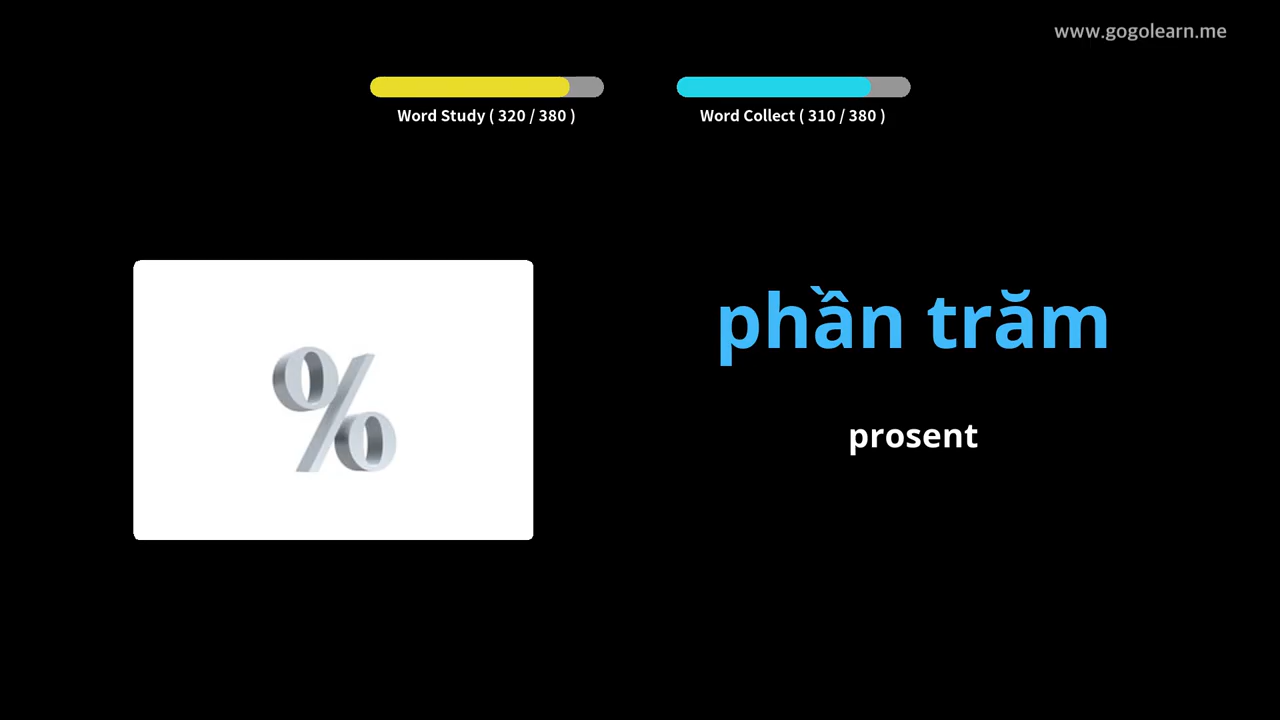 www.gogolearn.me
Word Study ( 320 / 380 )
Word Collect ( 310 / 380 )
%
phần trăm
prosent